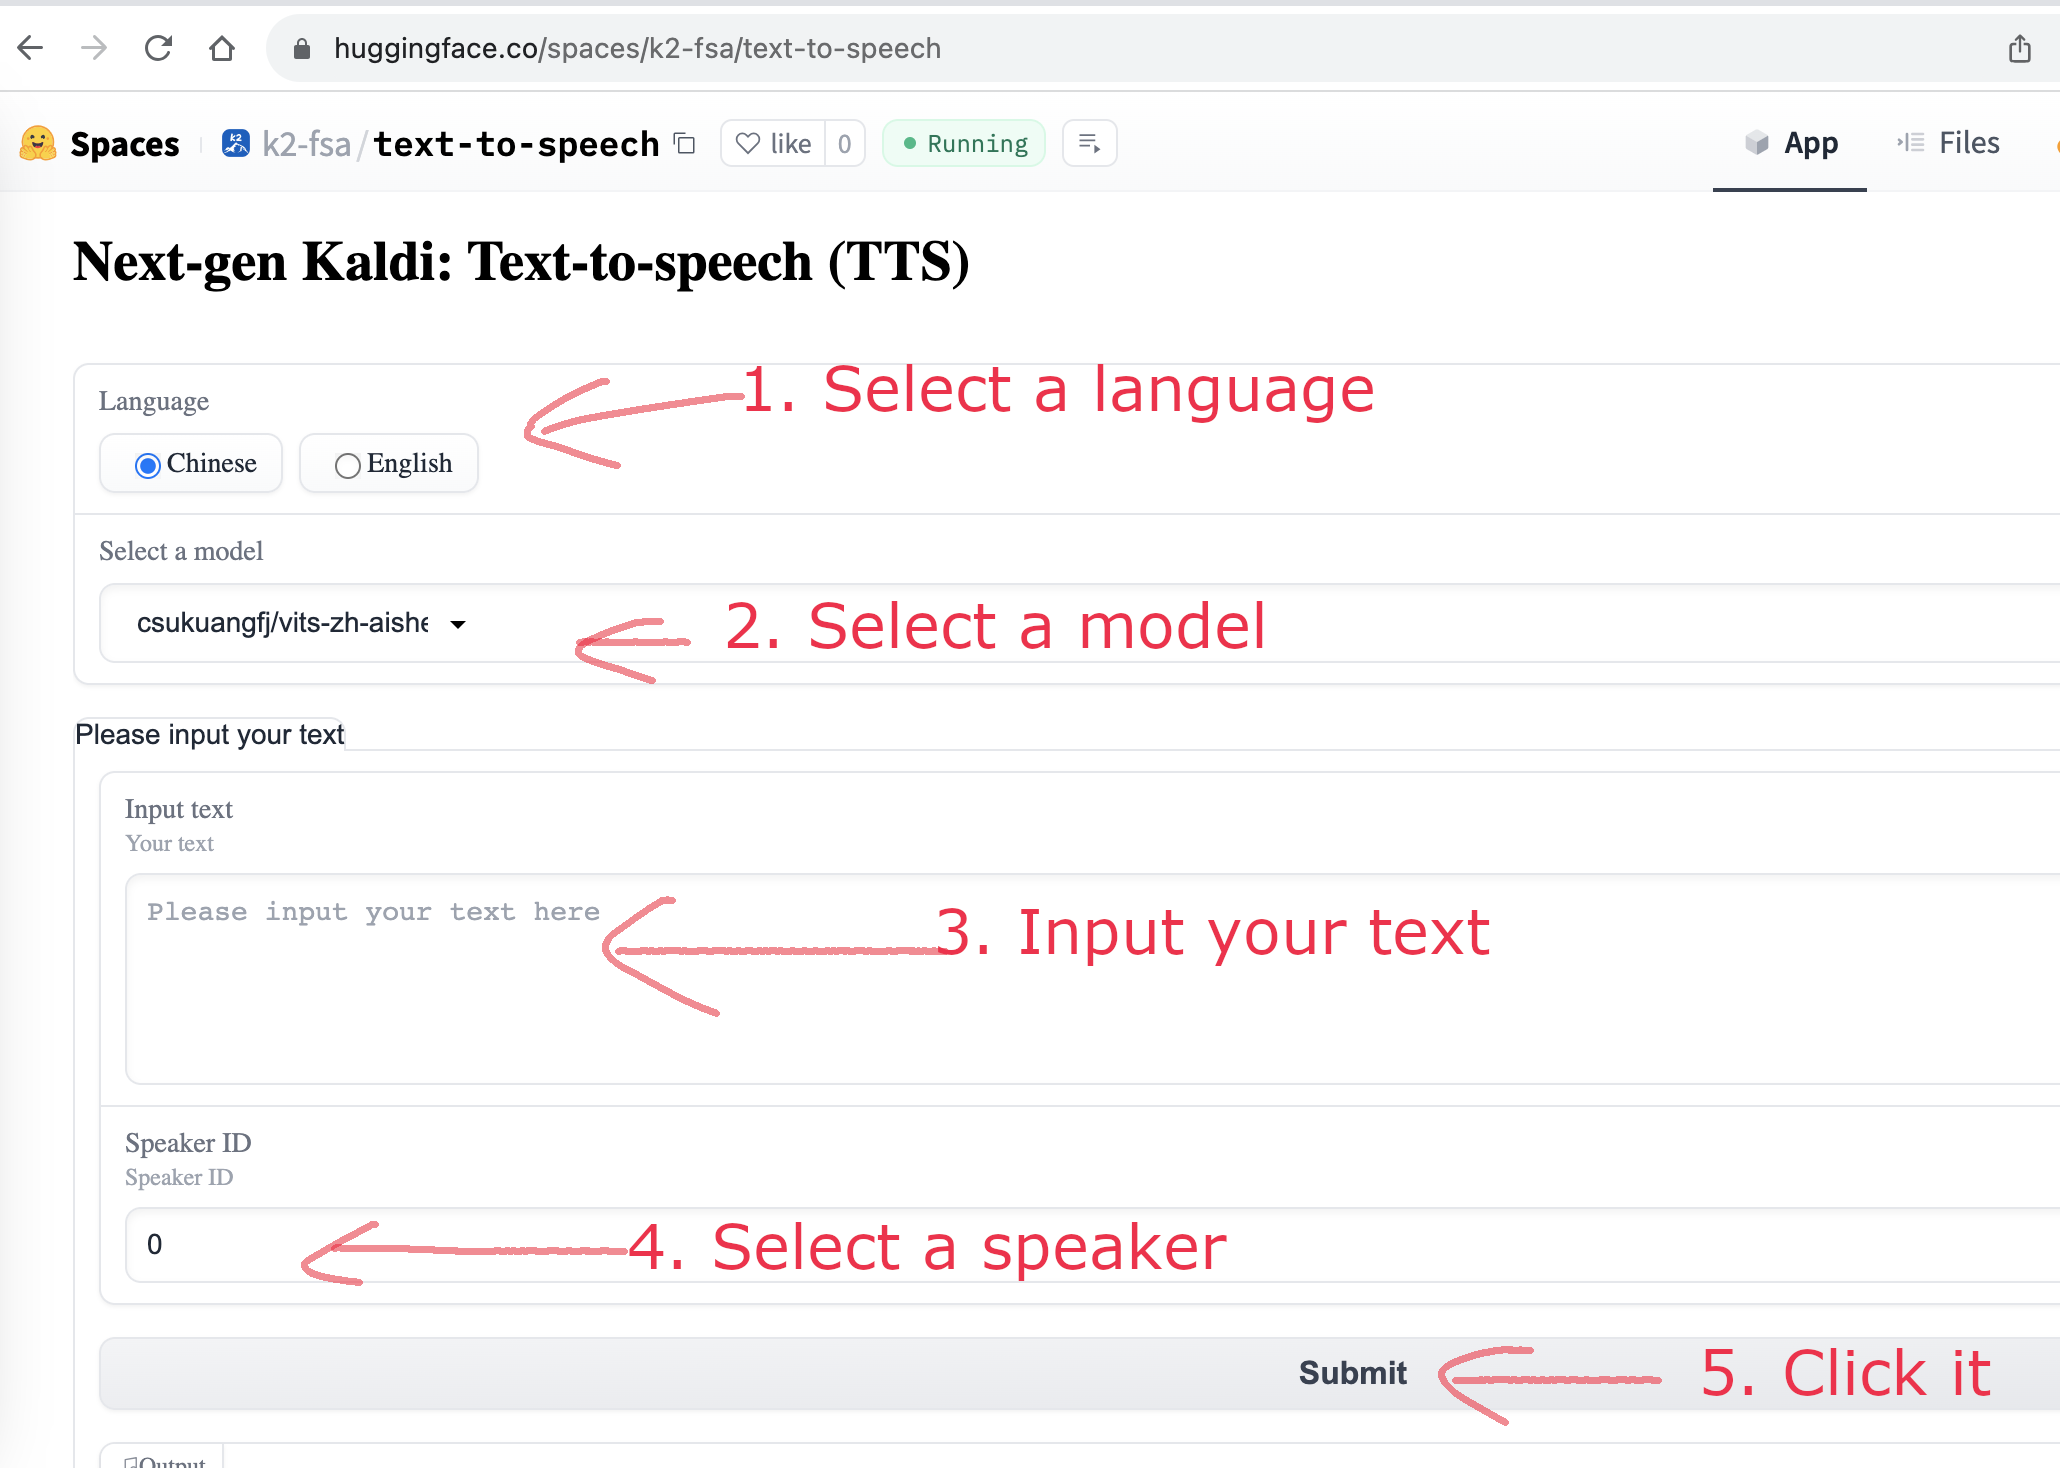 huggingface.co/spaces/k2-fsa/text-to-speech
Spaces k2-fsa/text-to-speech like 0 Running App Files
Next-gen Kaldi: Text-to-speech (TTS)
Language
1. Select a language
Chinese English
Select a model
csukuangfj/vits-zh-aishe
2. Select a model
Please input your text
Input text
Your text
Please input your text here
3. Input your text
Speaker ID
Speaker ID
0
4. Select a speaker
Submit
5. Click it
Output